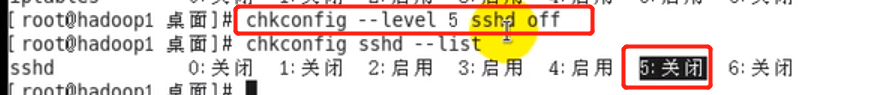 [root@hadoop1 桌面]# chkconfig --level 5 sshd off
[root@hadoop1 桌面]# chkconfig sshd --list
sshd 0:关闭 1:关闭 2:启用 3:启用 4:启用 5:关闭 6:关闭
[root@hadoop1 桌面]#